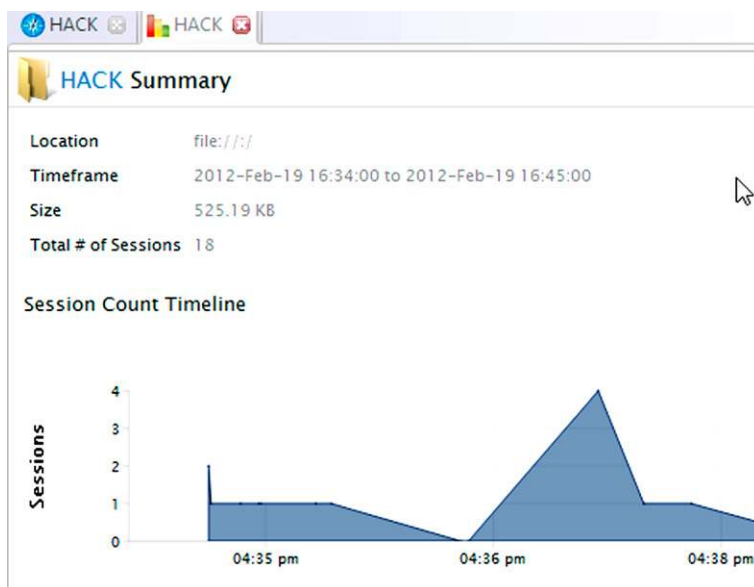 HACK HACK
HACK Summary
Location file://:/
Timeframe 2012-Feb-19 16:34:00 to 2012-Feb-19 16:45:00
Size 525.19 KB
Total # of Sessions 18
Session Count Timeline
Sessions
4
3
2
1
0
04:35 pm 04:36 pm 04:38 pm